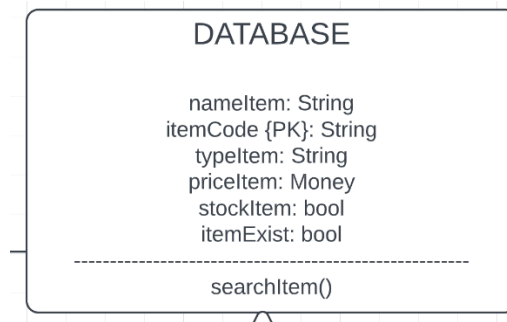 DATABASE
nameItem: String
itemCode {PK}: String
typeItem: String
priceItem: Money
stockItem: bool
itemExist: bool
------------------------------------------------------
searchItem()